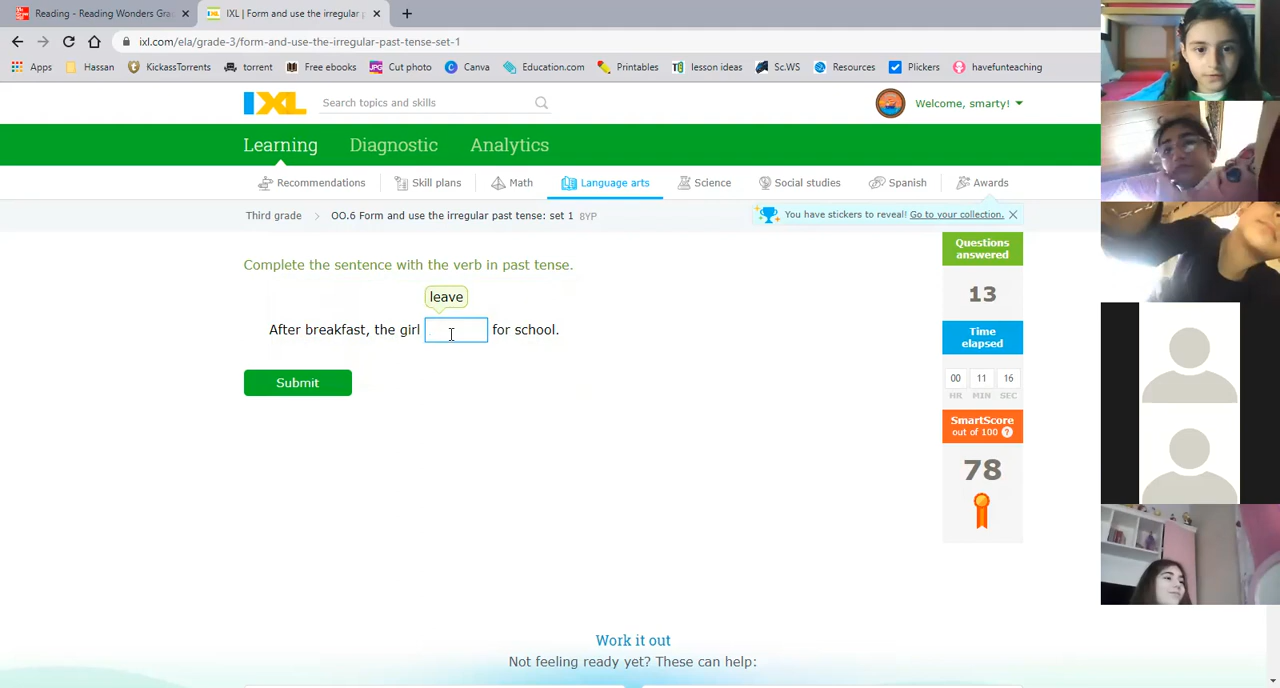 Reading - Reading Wonders Grac
IXL | Form and use the irregular p
ixl.com/ela/grade-3/form-and-use-the-irregular-past-tense-set-1
Apps Hassan KickassTorrents torrent Free ebooks Cut photo Canva Education.com Printables lesson ideas Sc.WS Resources Plickers havefunteaching
IXL Search topics and skills Welcome, smarty!
Learning Diagnostic Analytics
Recommendations Skill plans Math Language arts Science Social studies Spanish Awards
Third grade > OO.6 Form and use the irregular past tense: set 1 8YP
You have stickers to reveal! Go to your collection.
Complete the sentence with the verb in past tense.
leave
After breakfast, the girl for school.
Submit
Questions
answered
13
Time
elapsed
00 11 16
HR MIN SEC
SmartScore
out of 100 ?
78
Work it out
Not feeling ready yet? These can help: